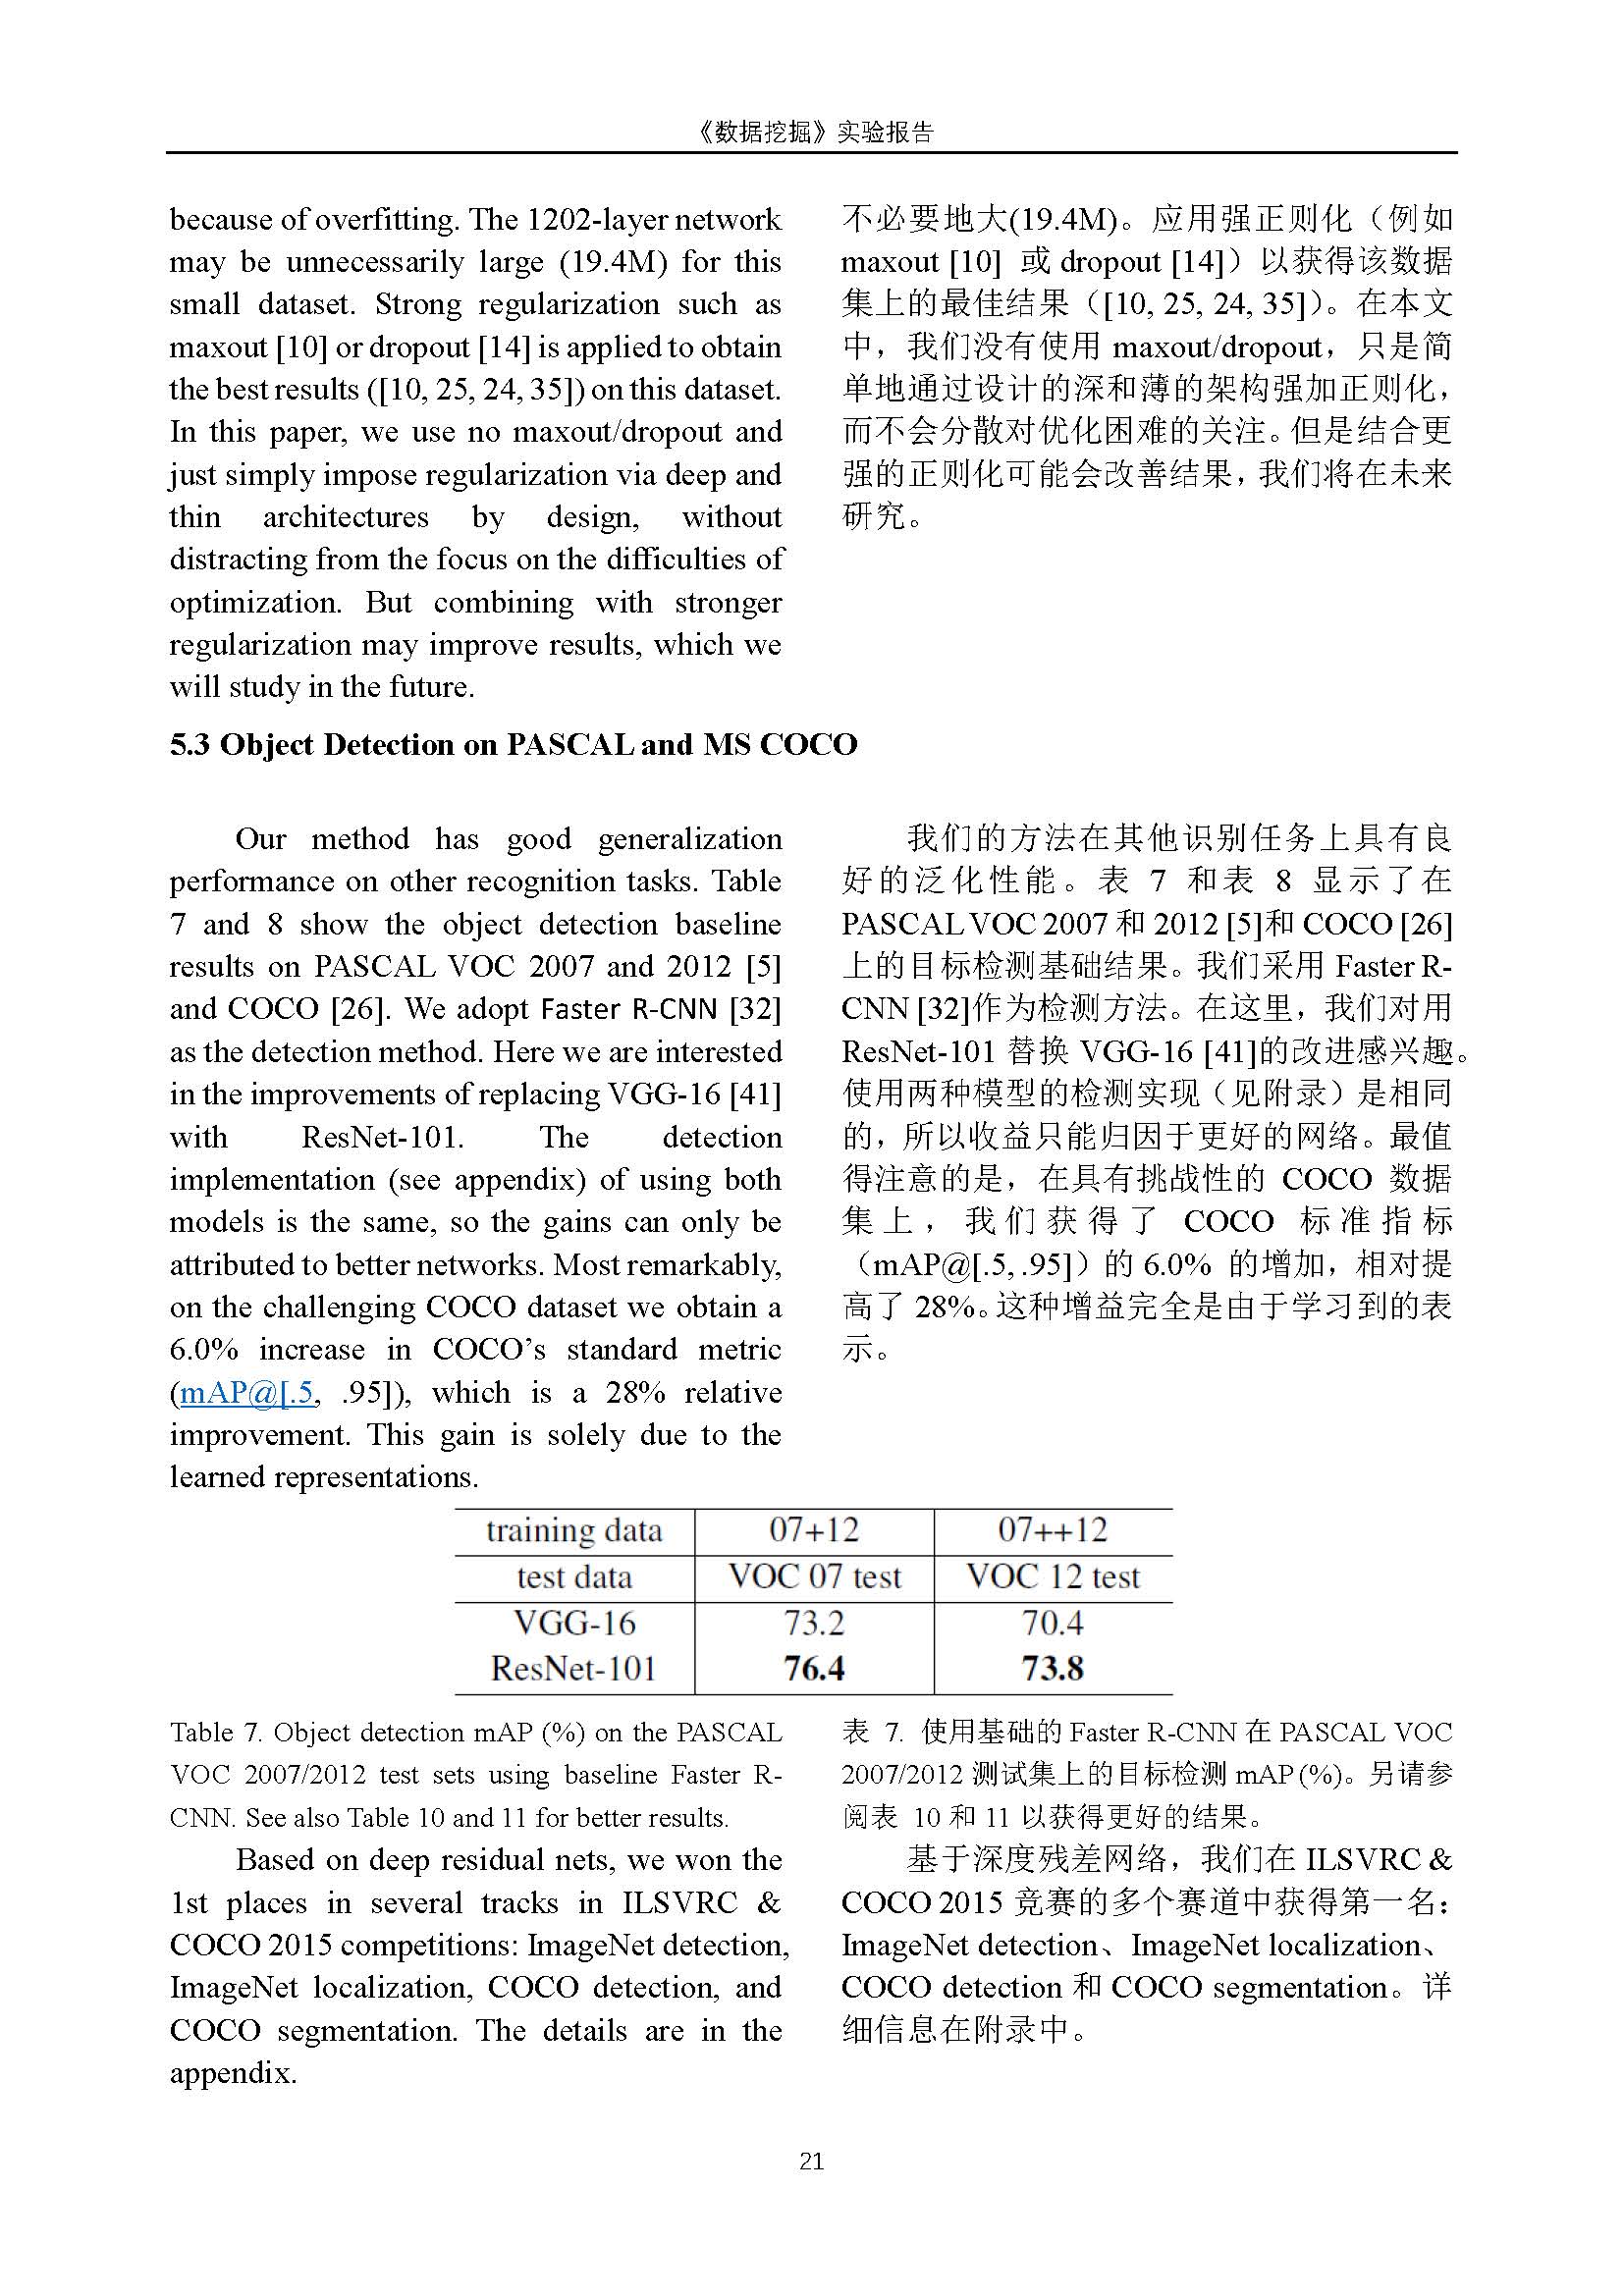 《数据挖掘》实验报告
because of overfitting. The 1202-layer network
may be unnecessarily large (19.4M) for this
small dataset. Strong regularization such as
maxout [10] or dropout [14] is applied to obtain
the best results ([10, 25, 24, 35]) on this dataset.
In this paper, we use no maxout/dropout and
just simply impose regularization via deep and
thin architectures by design, without
distracting from the focus on the difficulties of
optimization. But combining with stronger
regularization may improve results, which we
will study in the future.
不必要地大(19.4M)。应用强正则化（例如
maxout [10] 或 dropout [14]）以获得该数据
集上的最佳结果（[10, 25, 24, 35]）。在本文
中，我们没有使用 maxout/dropout，只是简
单地通过设计的深和薄的架构强加正则化，
而不会分散对优化困难的关注。但是结合更
强的正则化可能会改善结果，我们将在未来
研究。
5.3 Object Detection on PASCAL and MS COCO
Our method has good generalization
performance on other recognition tasks. Table
7 and 8 show the object detection baseline
results on PASCAL VOC 2007 and 2012 [5]
and COCO [26]. We adopt Faster R-CNN [32]
as the detection method. Here we are interested
in the improvements of replacing VGG-16 [41]
with ResNet-101. The detection
implementation (see appendix) of using both
models is the same, so the gains can only be
attributed to better networks. Most remarkably,
on the challenging COCO dataset we obtain a
6.0% increase in COCO’s standard metric
(mAP@[.5, .95]), which is a 28% relative
improvement. This gain is solely due to the
learned representations.
我们的方法在其他识别任务上具有良
好的泛化性能。表 7 和表 8 显示了在
PASCAL VOC 2007 和 2012 [5]和 COCO [26]
上的目标检测基础结果。我们采用 Faster R-
CNN [32]作为检测方法。在这里，我们对用
ResNet-101 替换 VGG-16 [41]的改进感兴趣。
使用两种模型的检测实现（见附录）是相同
的，所以收益只能归因于更好的网络。最值
得注意的是，在具有挑战性的 COCO 数据
集上，我们获得了 COCO 标准指标
（mAP@[.5, .95]）的 6.0% 的增加，相对提
高了 28%。这种增益完全是由于学习到的表
示。
training data 07+12 07++12
test data VOC 07 test VOC 12 test
VGG-16 73.2 70.4
ResNet-101 76.4 73.8
Table 7. Object detection mAP (%) on the PASCAL
VOC 2007/2012 test sets using baseline Faster R-
CNN. See also Table 10 and 11 for better results.
Based on deep residual nets, we won the
1st places in several tracks in ILSVRC &
COCO 2015 competitions: ImageNet detection,
ImageNet localization, COCO detection, and
COCO segmentation. The details are in the
appendix.
表 7. 使用基础的 Faster R-CNN 在 PASCAL VOC
2007/2012 测试集上的目标检测 mAP (%)。另请参
阅表 10 和 11 以获得更好的结果。
基于深度残差网络，我们在 ILSVRC &
COCO 2015 竞赛的多个赛道中获得第一名：
ImageNet detection、ImageNet localization、
COCO detection 和 COCO segmentation。详
细信息在附录中。
21